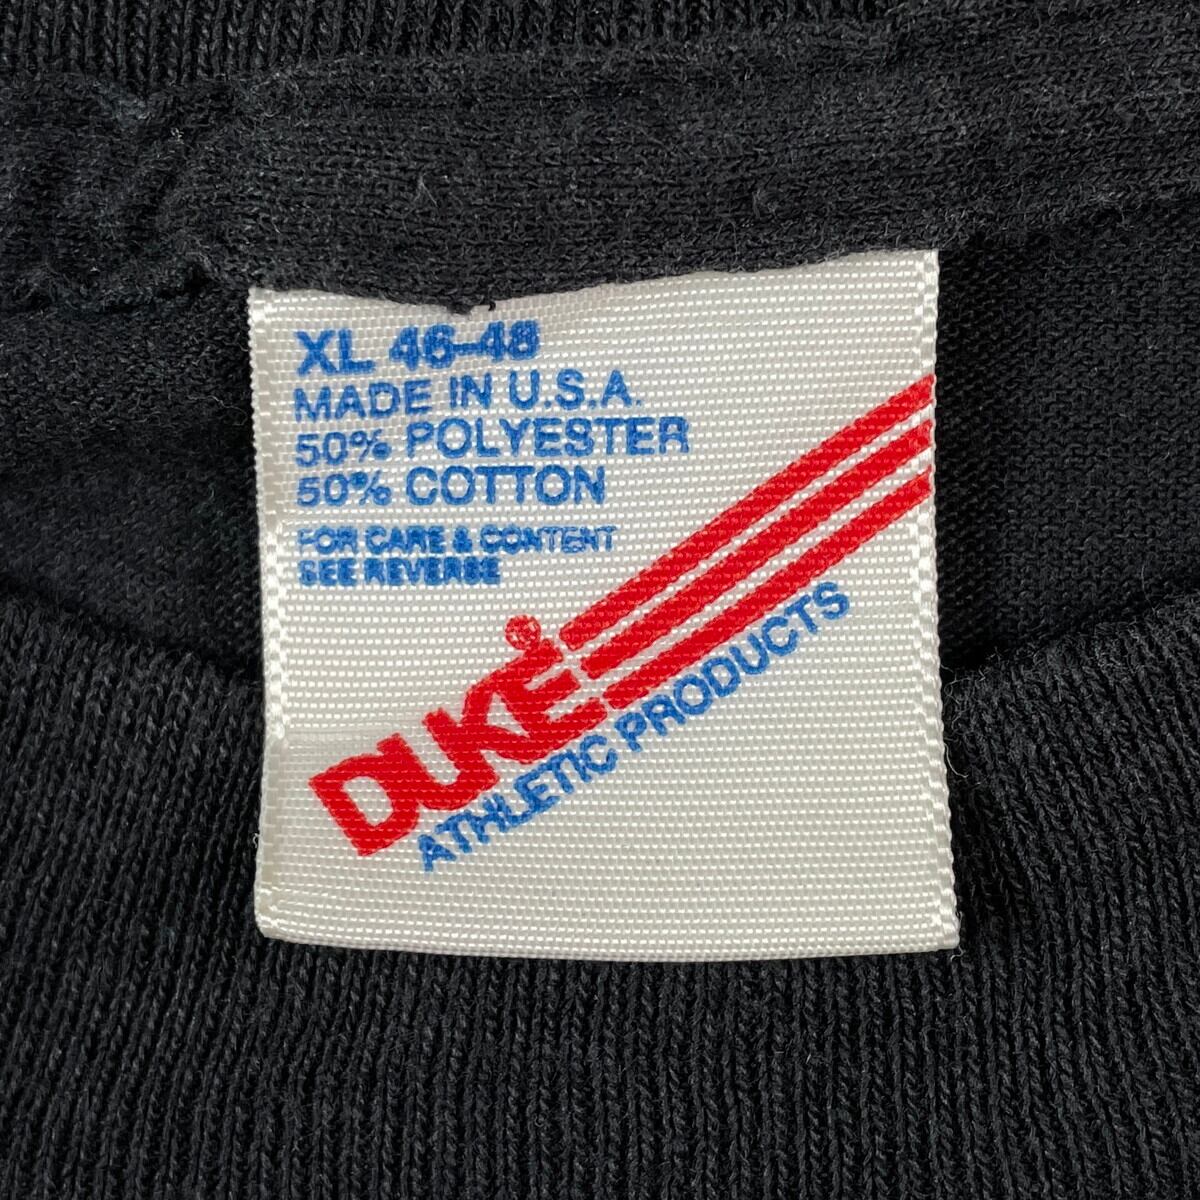 XL 46-48
MADE IN U.S.A.
50% POLYESTER
50% COTTON
FOR CARE & CONTENT
SEE REVERSE
DUKE®
ATHLETIC PRODUCTS